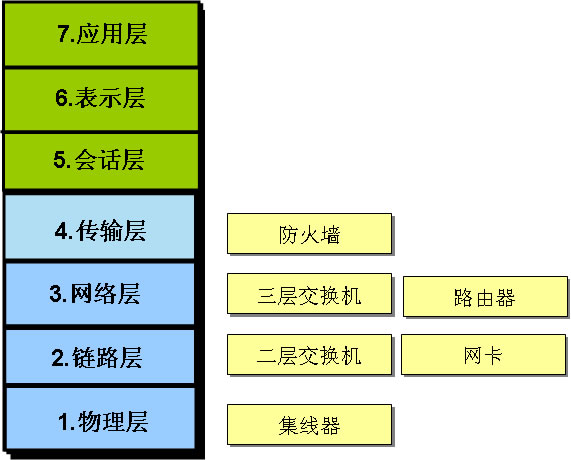 7.应用层
6.表示层
5.会话层
4.传输层
防火墙
3.网络层
三层交换机
路由器
2.链路层
二层交换机
网卡
1.物理层
集线器